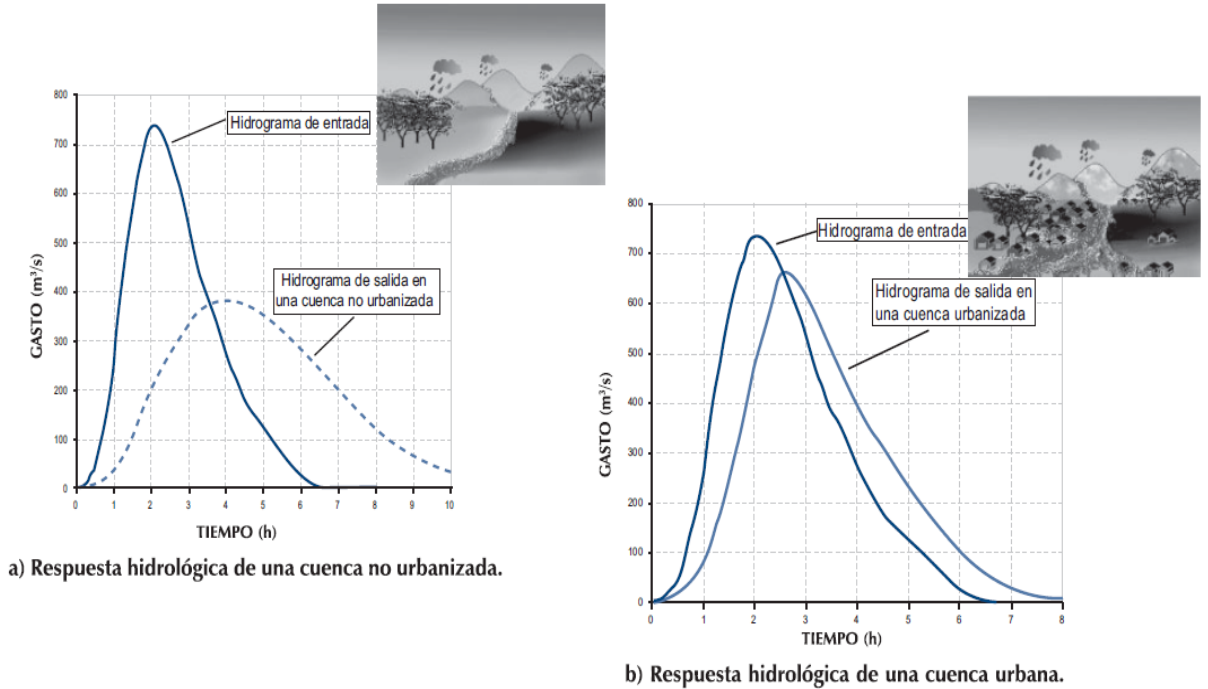 800
700
600
500
400
300
200
100
0
GASTO (m³/s)
Hidrograma de entrada
Hidrograma de salida en
una cuenca no urbanizada
0 1 2 3 4 5 6 7 8 9 10
TIEMPO (h)
a) Respuesta hidrológica de una cuenca no urbanizada.
800
700
600
500
400
300
200
100
0
GASTO (m³/s)
Hidrograma de entrada
Hidrograma de salida en
una cuenca urbanizada
0 1 2 3 4 5 6 7 8
TIEMPO (h)
b) Respuesta hidrológica de una cuenca urbana.